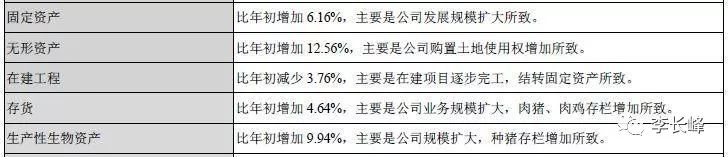 固定资产 比年初增加 6.16%，主要是公司发展规模扩大所致。
无形资产 比年初增加 12.56%，主要是公司购置土地使用权增加所致。
在建工程 比年初减少 3.76%，主要是在建项目逐步完工，结转固定资产所致。
存货 比年初增加 4.64%，主要是公司业务规模扩大，肉猪、肉鸡存栏增加所致。
生产性生物资产 比年初增加 9.94%，主要是公司规模扩大，种猪存栏增加所致。
李长峰